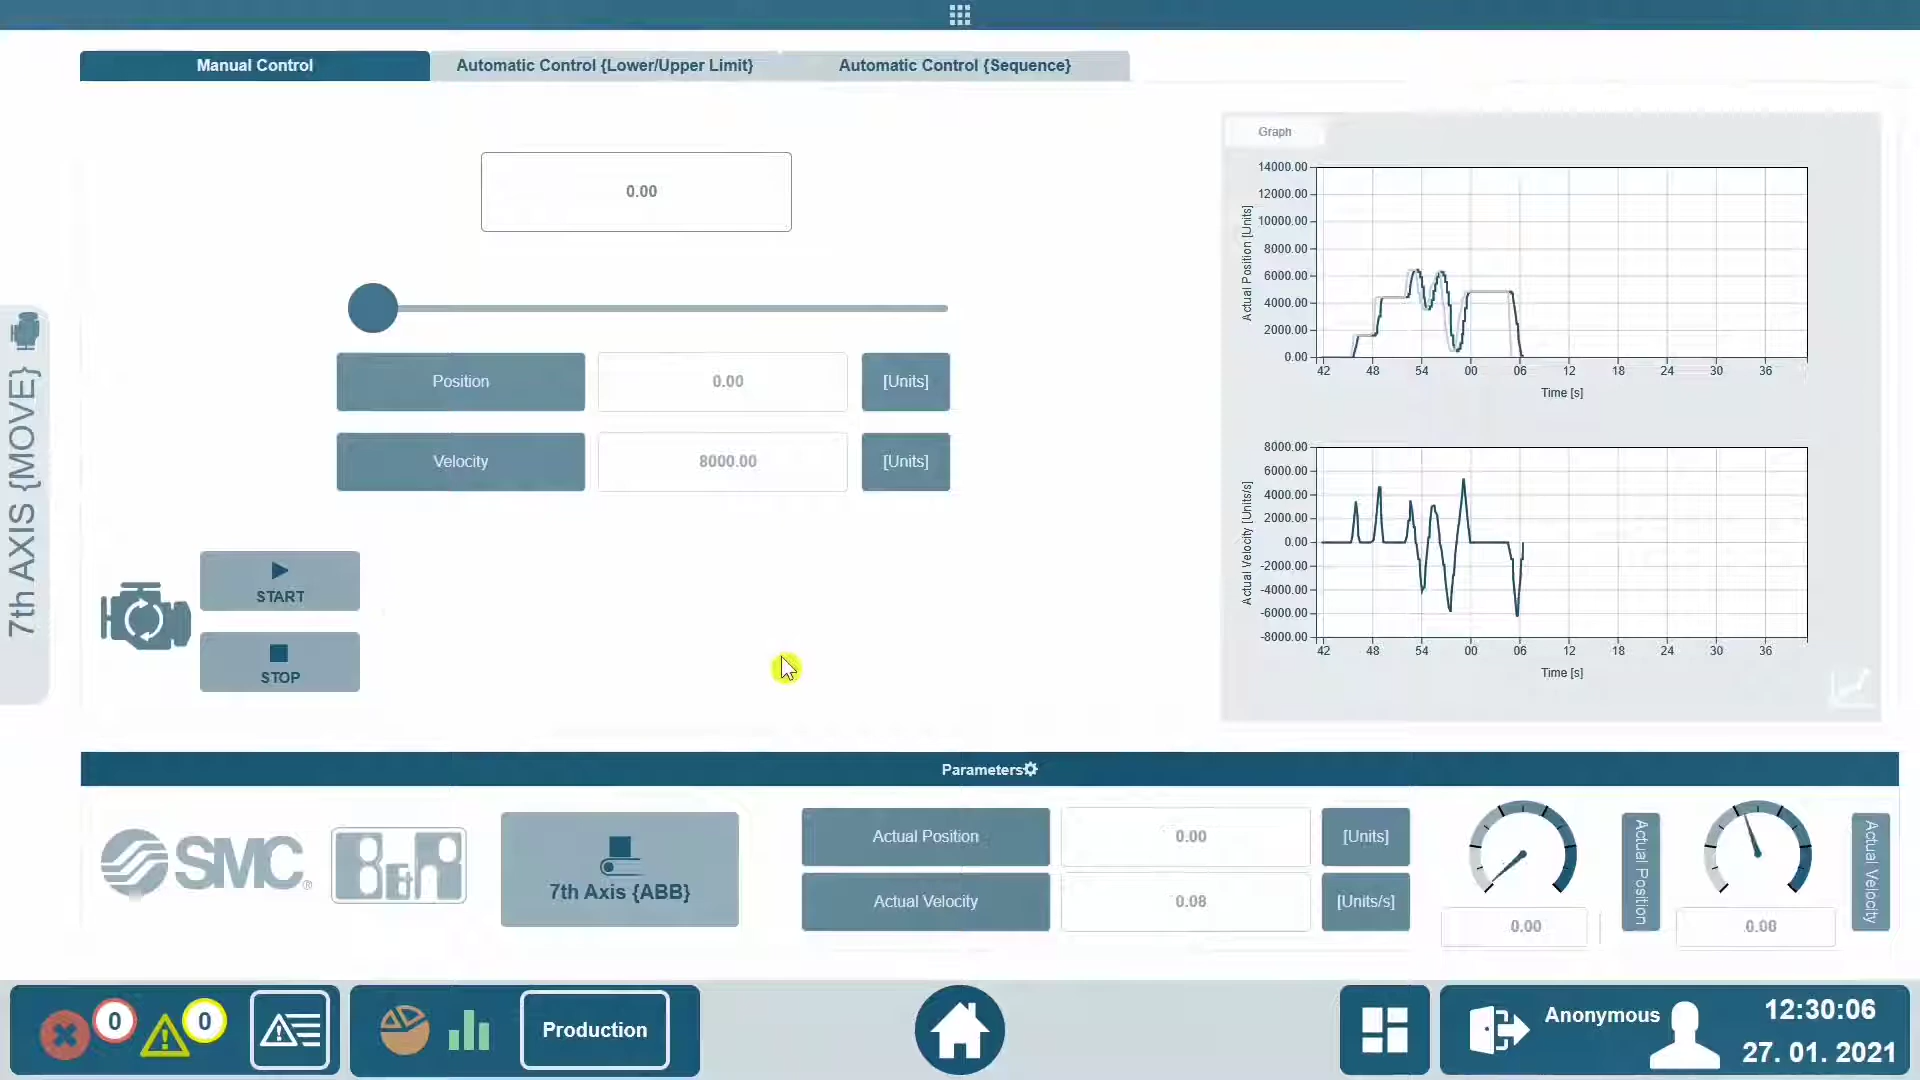 Manual Control
Automatic Control {Lower/Upper Limit}
Automatic Control {Sequence}
7th AXIS {MOVE}
0.00
Position 0.00 [Units]
Velocity 8000.00 [Units]
START
STOP
Graph
Actual Position [Units]
14000.00
12000.00
10000.00
8000.00
6000.00
4000.00
2000.00
0.00
42 48 54 00 06 12 18 24 30 36
Time [s]
Actual Velocity [Units/s]
8000.00
6000.00
4000.00
2000.00
0.00
-2000.00
-4000.00
-6000.00
-8000.00
42 48 54 00 06 12 18 24 30 36
Time [s]
Parameters
SMC®
B&R
7th Axis {ABB}
Actual Position 0.00 [Units]
Actual Velocity 0.08 [Units/s]
0.00
Actual Position
0.08
Actual Velocity
0
0
Production
Anonymous
12:30:06
27. 01. 2021